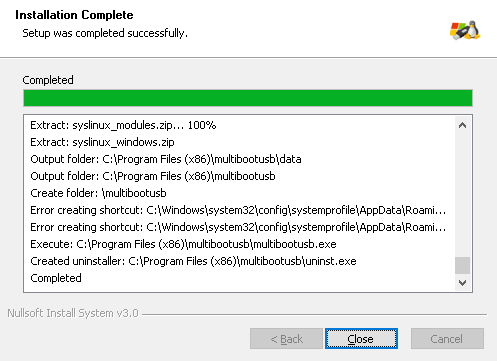 Installation Complete
Setup was completed successfully.
Completed
Extract: syslinux_modules.zip... 100%
Extract: syslinux_windows.zip
Output folder: C:\Program Files (x86)\multibootusb\data
Output folder: C:\Program Files (x86)\multibootusb
Create folder: \multibootusb
Error creating shortcut: C:\Windows\system32\config\systemprofile\AppData\Roami...
Error creating shortcut: C:\Windows\system32\config\systemprofile\AppData\Roami...
Execute: C:\Program Files (x86)\multibootusb\multibootusb.exe
Created uninstaller: C:\Program Files (x86)\multibootusb\uninst.exe
Completed
Nullsoft Install System v3.0
< Back
Close
Cancel